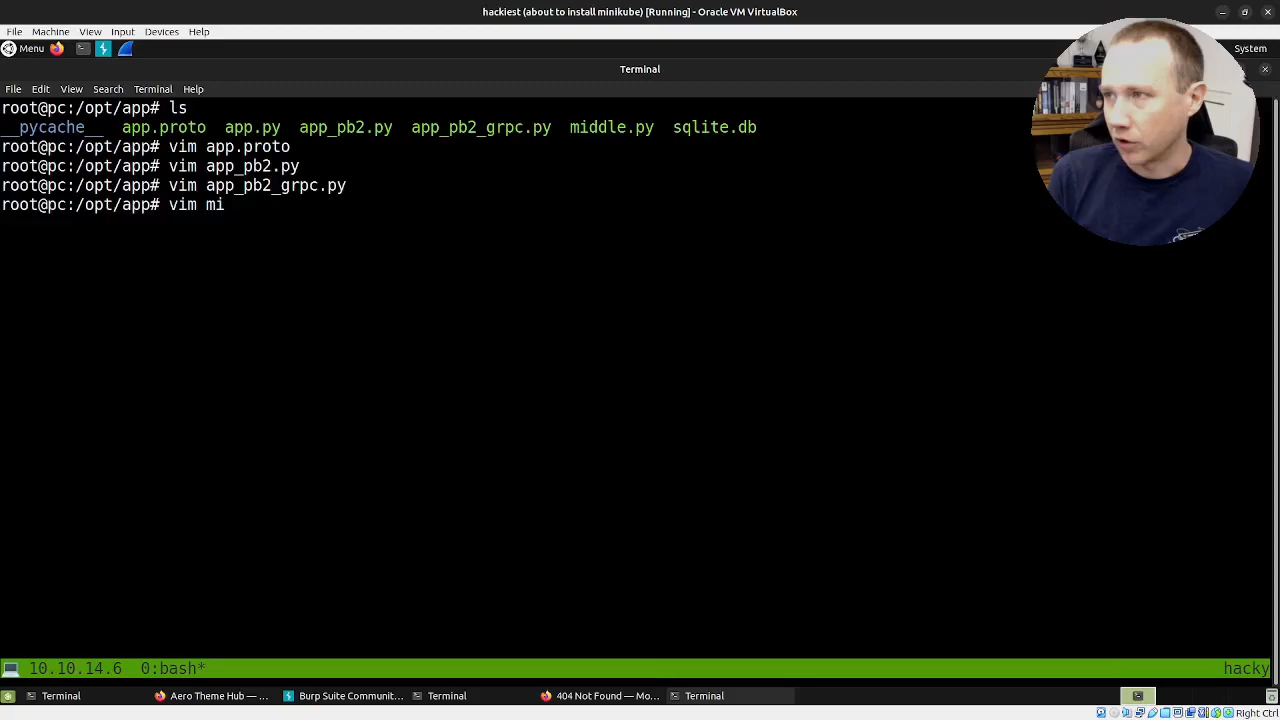 hackiest (about to install minikube) [Running] - Oracle VM VirtualBox
File Machine View Input Devices Help
Menu System
Terminal
File Edit View Search Terminal Help
root@pc:/opt/app# ls
__pycache__ app.proto app.py app_pb2.py app_pb2_grpc.py middle.py sqlite.db
root@pc:/opt/app# vim app.proto
root@pc:/opt/app# vim app_pb2.py
root@pc:/opt/app# vim app_pb2_grpc.py
root@pc:/opt/app# vim mi
10.10.14.6 0:bash* hacky
Terminal Aero Theme Hub — ... Burp Suite Communit... Terminal 404 Not Found — Mo... Terminal
Right Ctrl